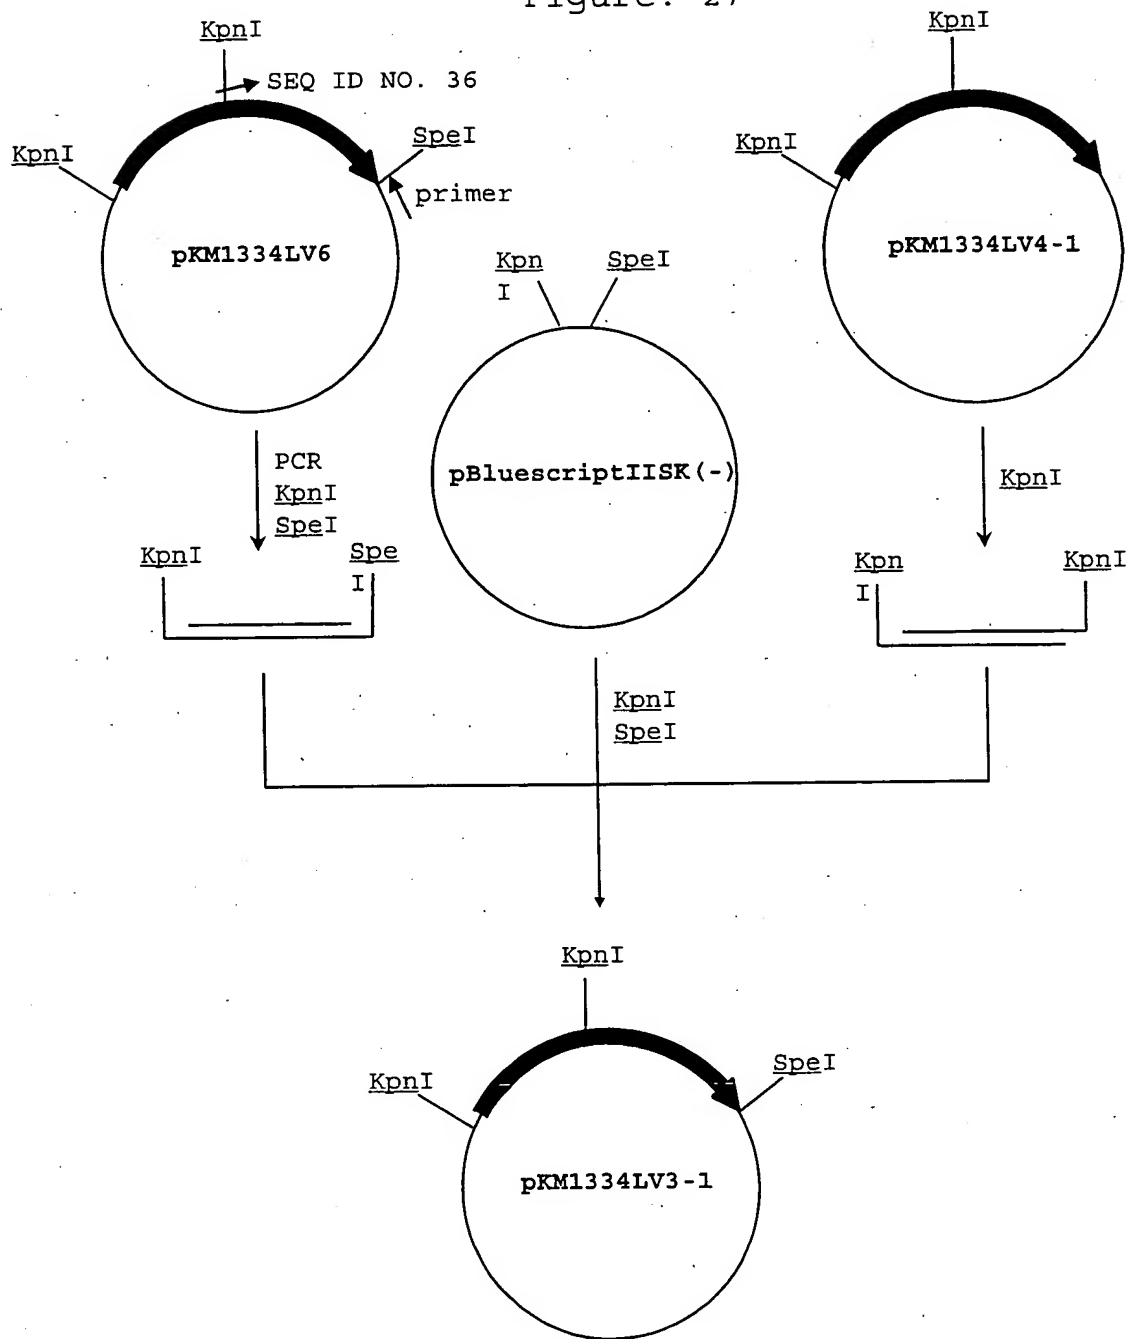 Figure. 27
KpnI
KpnI
SEQ ID NO. 36
SpeI
KpnI
KpnI
primer
pKM1334LV6
pKM1334LV4-1
Kpn
I
SpeI
pBluescriptIISK(-)
PCR
KpnI
SpeI
KpnI
KpnI
Spe
I
Kpn
I
KpnI
KpnI
SpeI
KpnI
KpnI
SpeI
pKM1334LV3-1